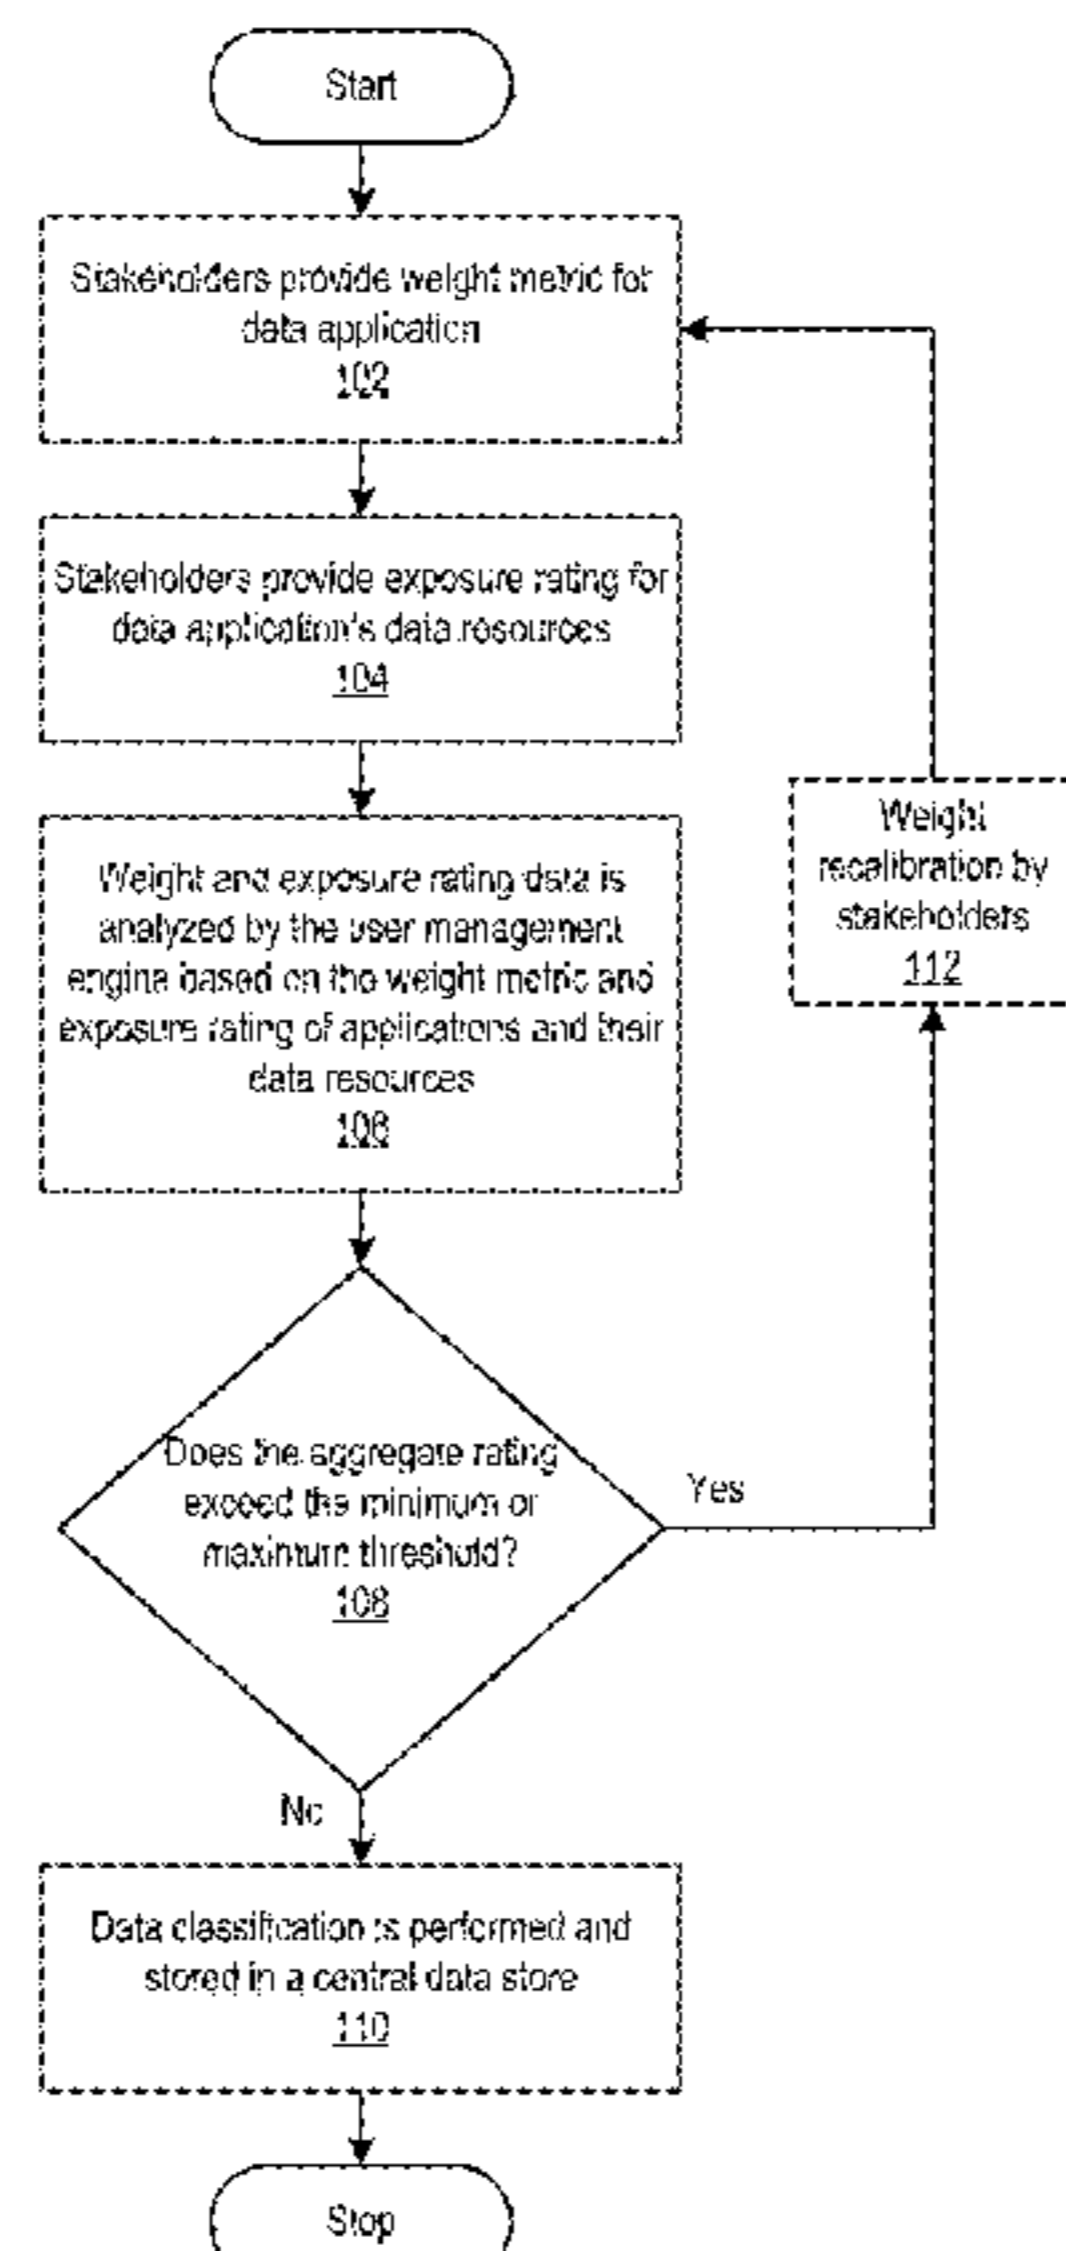 Start
Stakeholders provide weight metric for
data application
102
Stakeholders provide exposure rating for
data application's data resources
104
Weight and exposure rating data is
analyzed by the user management
engine based on the weight metric and
exposure rating of applications and their
data resources
106
Weight
recalibration by
stakeholders
112
Does the aggregate rating
exceed the minimum or
maximum threshold?
108
Yes
No
Data classification is performed and
stored in a central data store
110
Stop